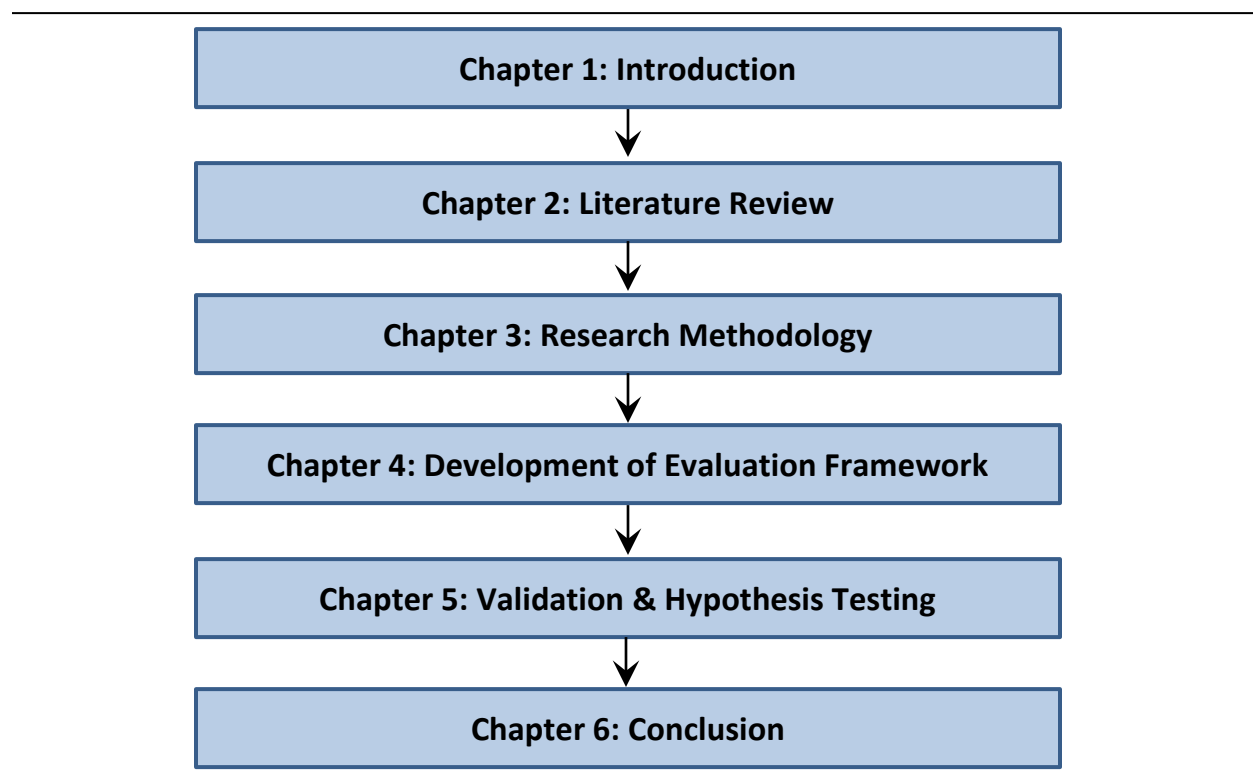 Chapter 1: Introduction
Chapter 2: Literature Review
Chapter 3: Research Methodology
Chapter 4: Development of Evaluation Framework
Chapter 5: Validation & Hypothesis Testing
Chapter 6: Conclusion